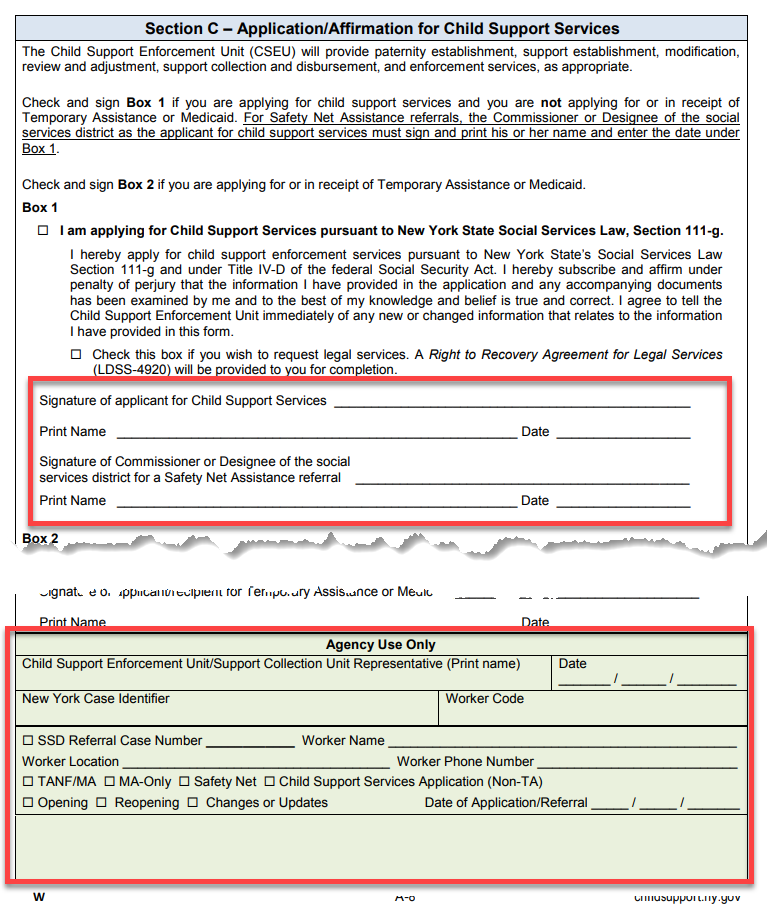 Section C – Application/Affirmation for Child Support Services
The Child Support Enforcement Unit (CSEU) will provide paternity establishment, support establishment, modification,
review and adjustment, support collection and disbursement, and enforcement services, as appropriate.
Check and sign Box 1 if you are applying for child support services and you are not applying for or in receipt of
Temporary Assistance or Medicaid. For Safety Net Assistance referrals, the Commissioner or Designee of the social
services district as the applicant for child support services must sign and print his or her name and enter the date under
Box 1.
Check and sign Box 2 if you are applying for or in receipt of Temporary Assistance or Medicaid.
Box 1
☐ I am applying for Child Support Services pursuant to New York State Social Services Law, Section 111-g.
I hereby apply for child support enforcement services pursuant to New York State's Social Services Law
Section 111-g and under Title IV-D of the federal Social Security Act. I hereby subscribe and affirm under
penalty of perjury that the information I have provided in the application and any accompanying documents
has been examined by me and to the best of my knowledge and belief is true and correct. I agree to tell the
Child Support Enforcement Unit immediately of any new or changed information that relates to the information
I have provided in this form.
☐ Check this box if you wish to request legal services. A Right to Recovery Agreement for Legal Services
(LDSS-4920) will be provided to you for completion.
Signature of applicant for Child Support Services ____
Print Name ____ Date ____
Signature of Commissioner or Designee of the social
services district for a Safety Net Assistance referral ____
Print Name ____ Date ____
Box 2
Signature of applicant/recipient for Temporary Assistance or Medic
Print Name Date
Agency Use Only
Child Support Enforcement Unit/Support Collection Unit Representative (Print name) Date
____ / ____ / ____
New York Case Identifier Worker Code
☐ SSD Referral Case Number ____ Worker Name ____
Worker Location ____ Worker Phone Number ____
☐ TANF/MA ☐ MA-Only ☐ Safety Net ☐ Child Support Services Application (Non-TA)
☐ Opening ☐ Reopening ☐ Changes or Updates Date of Application/Referral ____ / ____ / ____
W A-8 childsupport.ny.gov